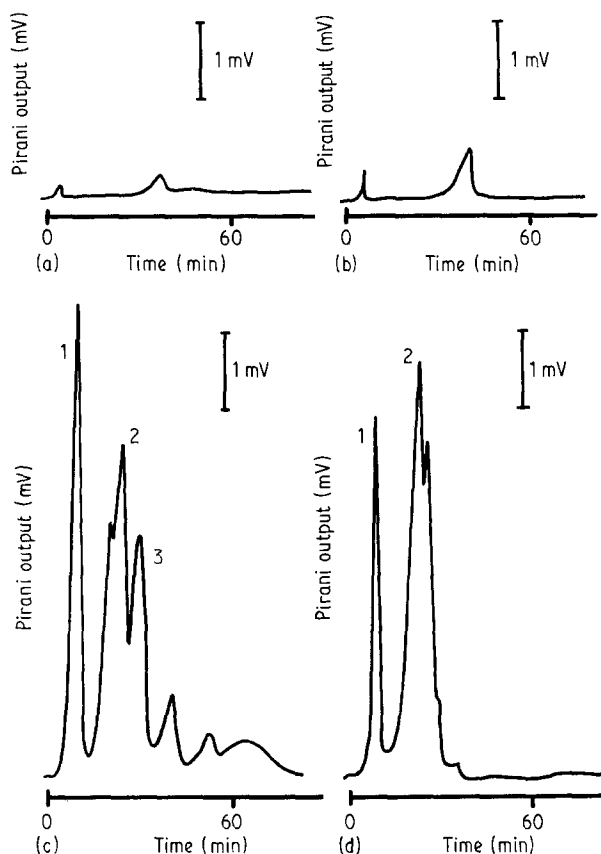 Pirani output (mV)
1 mV
0
60
(a)
Time (min)
Pirani output (mV)
1 mV
0
60
(b)
Time (min)
Pirani output (mV)
1
2
3
1 mV
0
60
(c)
Time (min)
Pirani output (mV)
1
2
1 mV
0
60
(d)
Time (min)